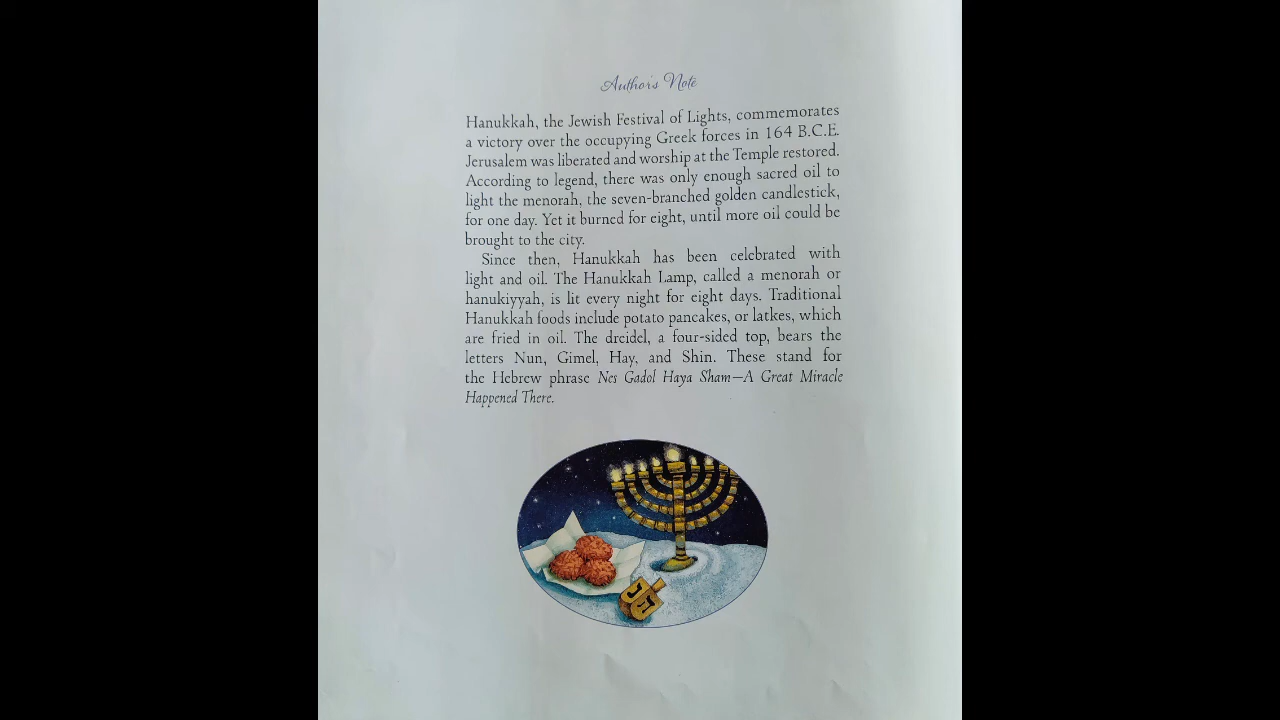 Author's Note
Hanukkah, the Jewish Festival of Lights, commemorates
a victory over the occupying Greek forces in 164 B.C.E.
Jerusalem was liberated and worship at the Temple restored.
According to legend, there was only enough sacred oil to
light the menorah, the seven-branched golden candlestick,
for one day. Yet it burned for eight, until more oil could be
brought to the city.
Since then, Hanukkah has been celebrated with
light and oil. The Hanukkah Lamp, called a menorah or
hanukiyyah, is lit every night for eight days. Traditional
Hanukkah foods include potato pancakes, or latkes, which
are fried in oil. The dreidel, a four-sided top, bears the
letters Nun, Gimel, Hay, and Shin. These stand for
the Hebrew phrase Nes Gadol Haya Sham—A Great Miracle
Happened There.